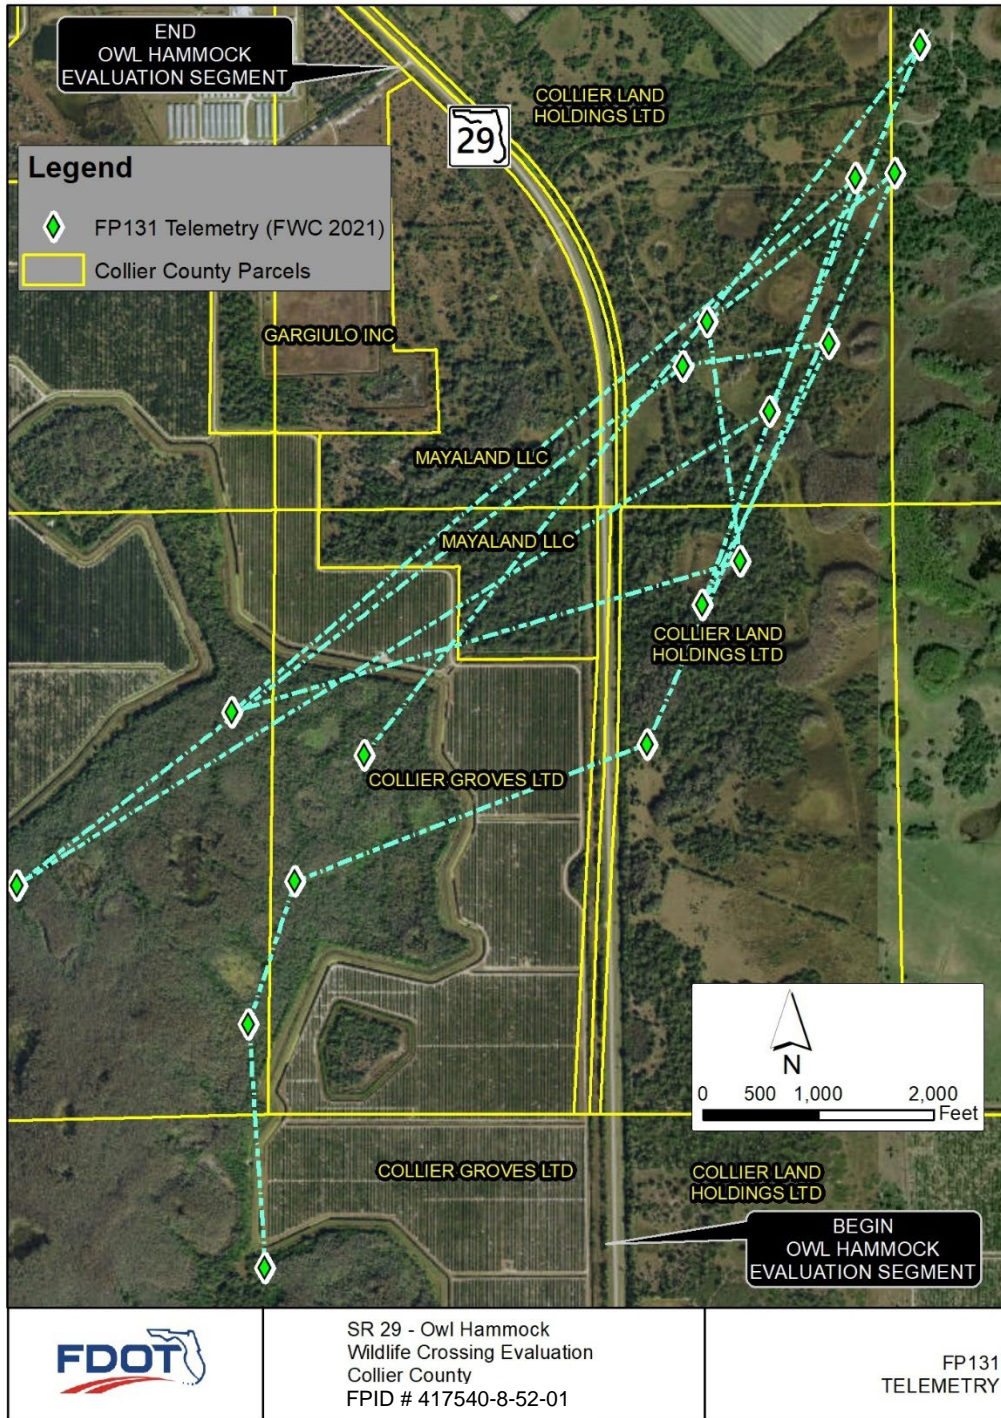 END
OWL HAMMOCK
EVALUATION SEGMENT
COLLIER LAND
HOLDINGS LTD
29
Legend
FP131 Telemetry (FWC 2021)
Collier County Parcels
GARGIULO INC
MAYALAND LLC
MAYALAND LLC
COLLIER LAND
HOLDINGS LTD
COLLIER GROVES LTD
N
0 500 1,000 2,000
Feet
COLLIER GROVES LTD
COLLIER LAND
HOLDINGS LTD
BEGIN
OWL HAMMOCK
EVALUATION SEGMENT
FDOT
SR 29 - Owl Hammock
Wildlife Crossing Evaluation
Collier County
FPID # 417540-8-52-01
FP131
TELEMETRY